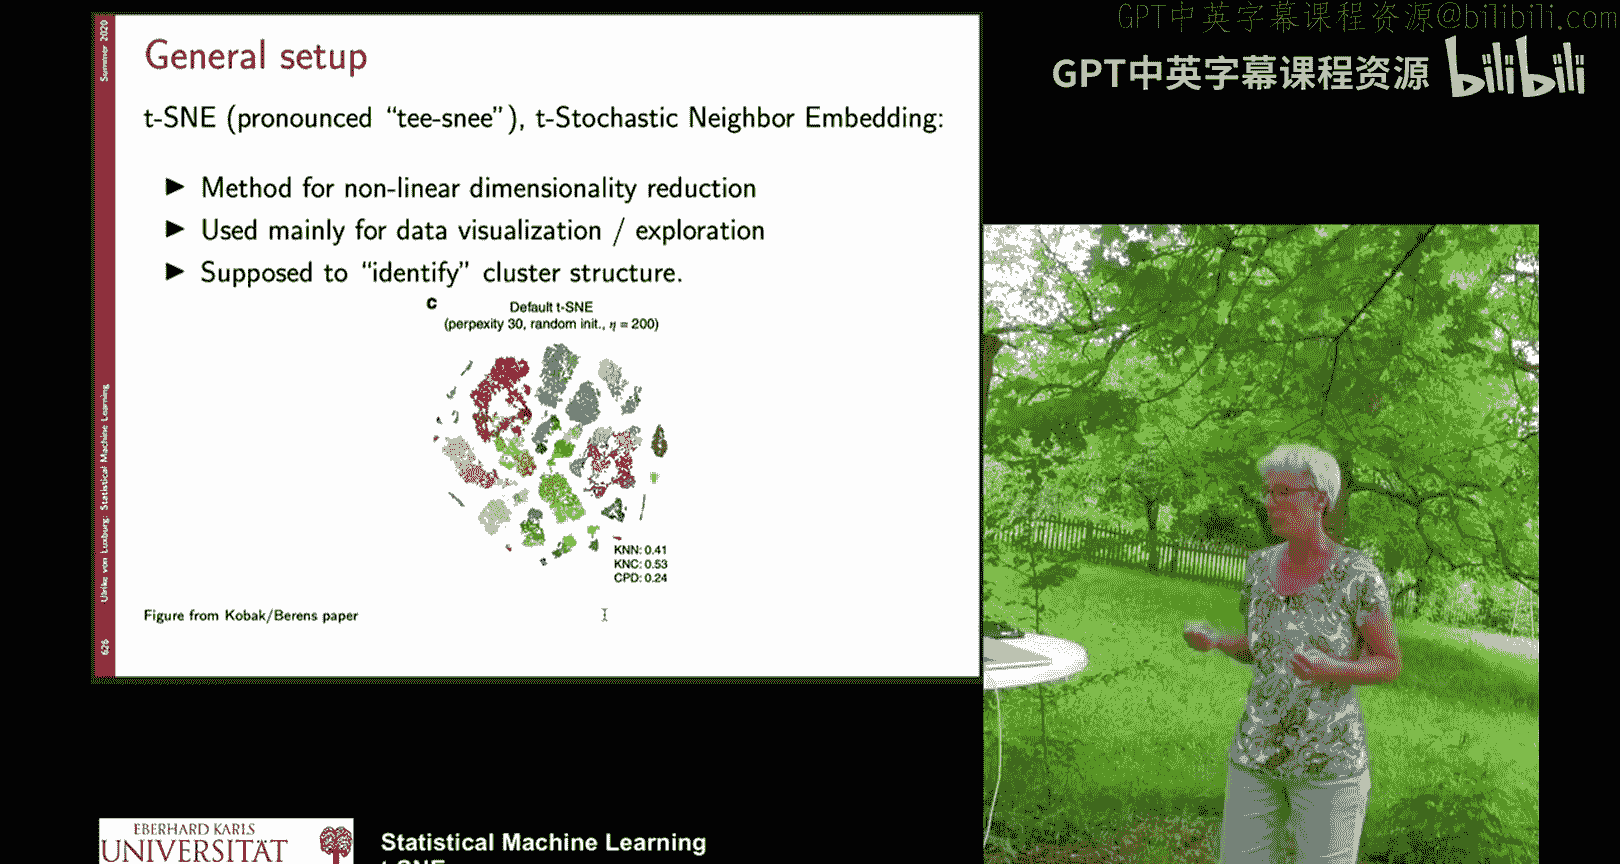 GPT中英字幕课程资源@bilibili.com
GPT中英字幕课程资源 bilibili
Summer 2020
General setup
t-SNE (pronounced “tee-snee”), t-Stochastic Neighbor Embedding:
► Method for non-linear dimensionality reduction
► Used mainly for data visualization / exploration
► Supposed to “identify” cluster structure.
c
Default t-SNE
(perpexity 30, random init., η = 200)
KNN: 0.41
KNC: 0.53
CPD: 0.24
Ulrike von Luxburg: Statistical Machine Learning
Figure from Kobak/Berens paper
626
EBERHARD KARLS
UNIVERSITÄT
Statistical Machine Learning
t-SNE